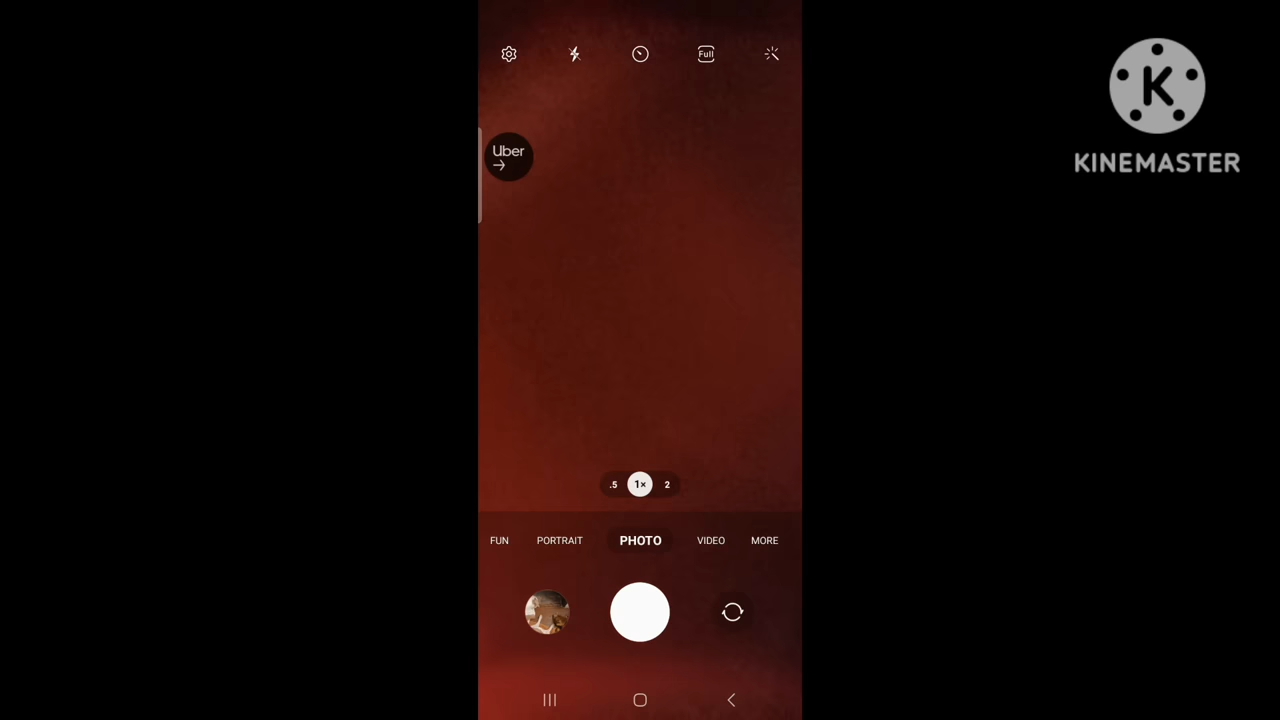 Full
Uber
K
KINEMASTER
.5 1× 2
FUN PORTRAIT PHOTO VIDEO MORE